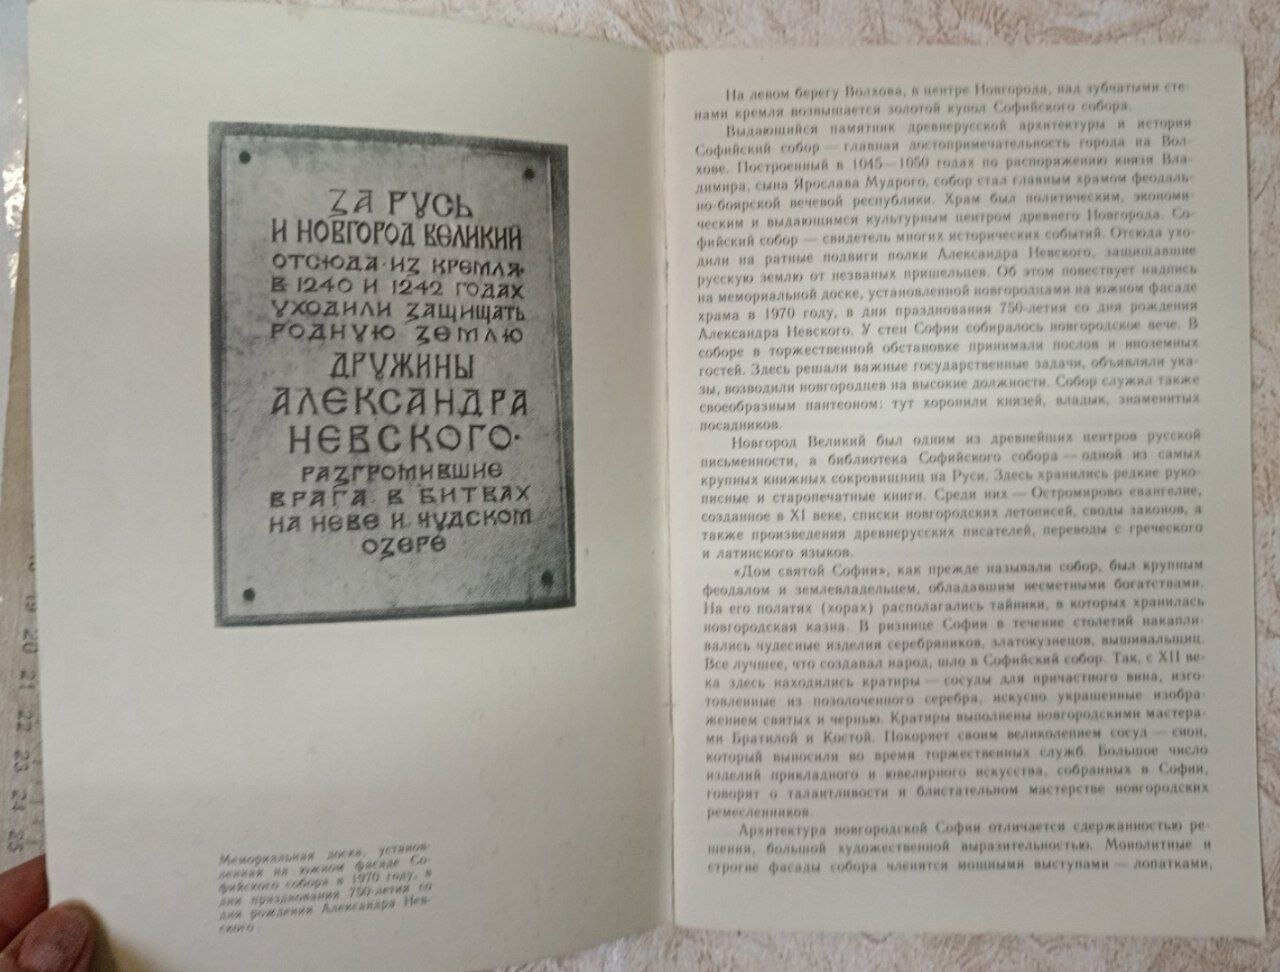 ЗА РУСЬ
И НОВГОРОД ВЕЛИКИЙ
ОТСЮДА·ИЗ КРЕМЛЯ·
В 1240 И 1242 ГОДАХ
УХОДИЛИ ЗАЩИЩАТЬ
РОДНУЮ ЗЕМЛЮ
ДРУЖИНЫ
АЛЕКСАНДРА
НЕВСКОГО·
РАЗГРОМИВШИЕ
ВРАГА В БИТВАХ
НА НЕВЕ И ЧУДСКОМ
ОЗЕРЕ
Мемориальная доска, установ-
ленная на южном фасаде Со-
фийского собора в 1970 году, в
дни празднования 750-летия со
дня рождения Александра Нев-
ского
На левом берегу Волхова, в центре Новгорода, над зубчатыми сте-
нами кремля возвышается золотой купол Софийского собора.
Выдающийся памятник древнерусской архитектуры и истории
Софийский собор — главная достопримечательность города на Вол-
хове. Построенный в 1045—1050 годах по распоряжению князя Вла-
димира, сына Ярослава Мудрого, собор стал главным храмом феодаль-
но-боярской вечевой республики. Храм был политическим, экономи-
ческим и выдающимся культурным центром древнего Новгорода. Со-
фийский собор — свидетель многих исторических событий. Отсюда ухо-
дили на ратные подвиги полки Александра Невского, защищавшие
русскую землю от незваных пришельцев. Об этом повествует надпись
на мемориальной доске, установленной новгородцами на южном фасаде
храма в 1970 году, в дни празднования 750-летия со дня рождения
Александра Невского. У стен Софии собиралось новгородское вече. В
соборе в торжественной обстановке принимали послов и иноземных
гостей. Здесь решали важные государственные задачи, объявляли ука-
зы, возводили новгородцев на высокие должности. Собор служил также
своеобразным пантеоном: тут хоронили князей, владык, знаменитых
посадников.
Новгород Великий был одним из древнейших центров русской
письменности, а библиотека Софийского собора — одной из самых
крупных книжных сокровищниц на Руси. Здесь хранились редкие руко-
писные и старопечатные книги. Среди них — Остромирово евангелие,
созданное в XI веке, списки новгородских летописей, своды законов, а
также произведения древнерусских писателей, переводы с греческого
и латинского языков.
«Дом святой Софии», как прежде называли собор, был крупным
феодалом и землевладельцем, обладавшим несметными богатствами.
На его полатях (хорах) располагались тайники, в которых хранилась
новгородская казна. В ризнице Софии в течение столетий накапли-
вались чудесные изделия серебряников, златокузнецов, вышивальщиц.
Все лучшее, что создавал народ, шло в Софийский собор. Так, с XII ве-
ка здесь находились кратиры — сосуды для причастного вина, изго-
товленные из позолоченного серебра, искусно украшенные изобра-
жением святых и чернью. Кратиры выполнены новгородскими мастера-
ми Братилой и Костой. Покоряет своим великолепием сосуд — сион,
который выносили во время торжественных служб. Большое число
изделий прикладного и ювелирного искусства, собранных в Софии,
говорят о талантливости и блистательном мастерстве новгородских
ремесленников.
Архитектура новгородской Софии отличается сдержанностью ре-
шения, большой художественной выразительностью. Монолитные и
строгие фасады собора членятся мощными выступами — лопатками,
19
20
21
22
23
24
25